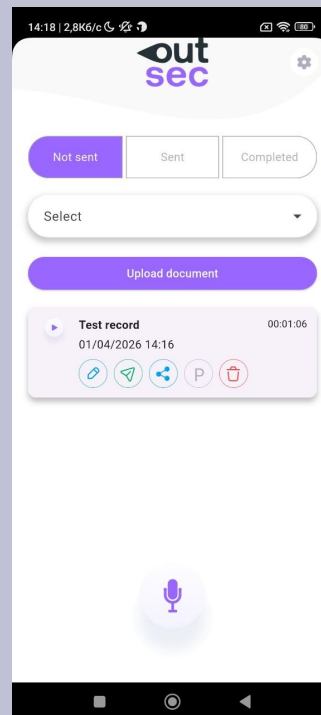 14:18 | 2,8Кб/с
80
out
sec
Not sent
Sent
Completed
Select
Upload document
Test record
00:01:06
01/04/2026 14:16
P